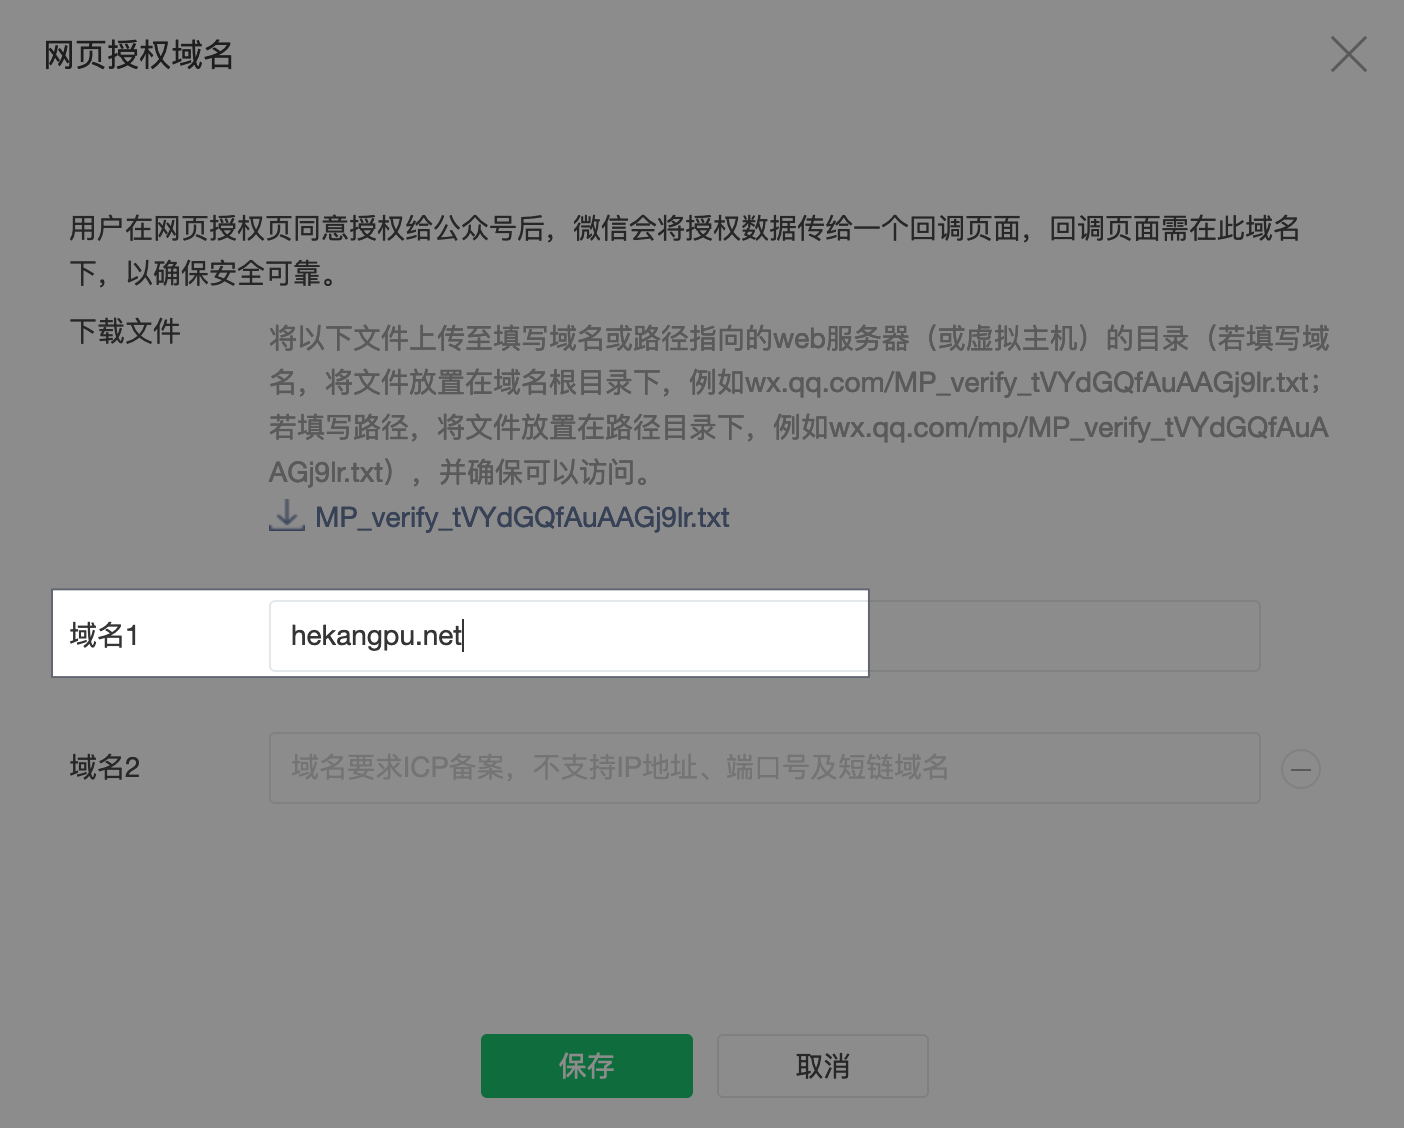 网页授权域名
用户在网页授权页同意授权给公众号后，微信会将授权数据传给一个回调页面，回调页面需在此域名
下，以确保安全可靠。
下载文件
将以下文件上传至填写域名或路径指向的web服务器（或虚拟主机）的目录（若填写域
名，将文件放置在域名根目录下，例如wx.qq.com/MP_verify_tVYdGQfAuAAGj9lr.txt；
若填写路径，将文件放置在路径目录下，例如wx.qq.com/mp/MP_verify_tVYdGQfAuA
AGj9lr.txt），并确保可以访问。
MP_verify_tVYdGQfAuAAGj9lr.txt
域名1
hekangpu.net
域名2
域名要求ICP备案，不支持IP地址、端口号及短链域名
保存
取消